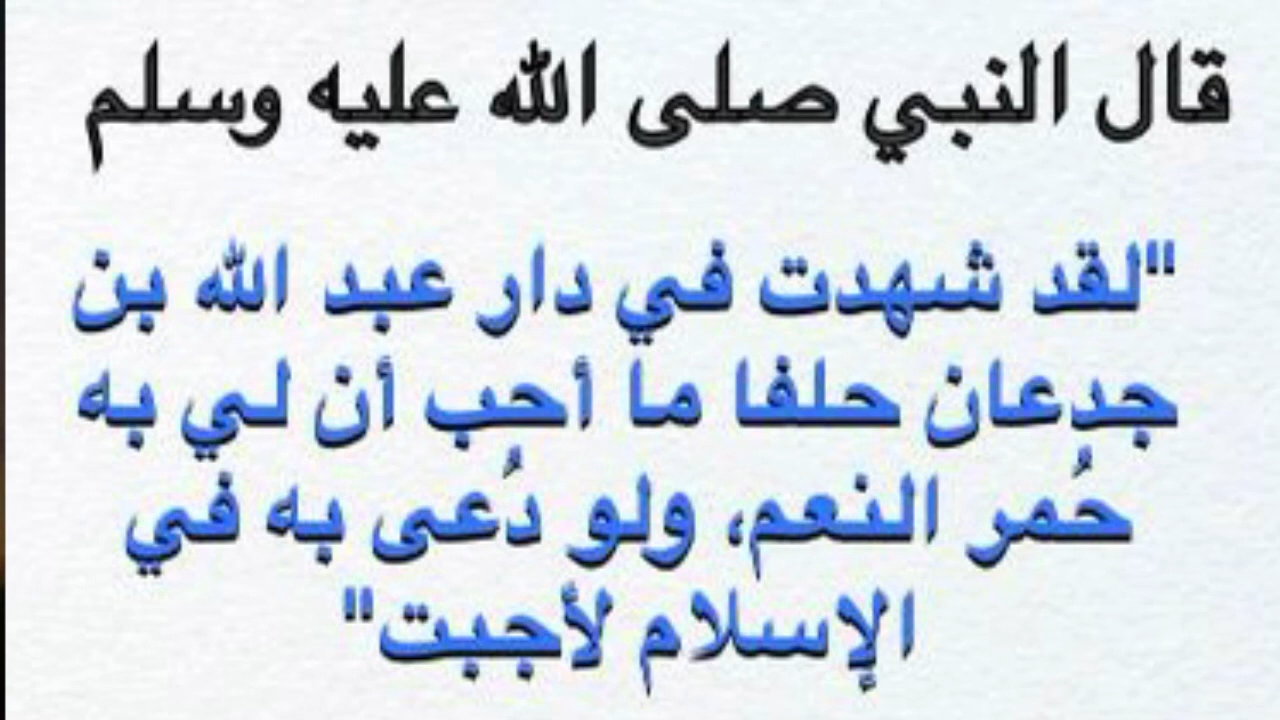 قال النبي صلى الله عليه وسلم
"لقد شهدت في دار عبد الله بن
جدعان حلفا ما أحب أن لي به
حُمر النعم، ولو دُعى به في
الإسلام لأجبت"